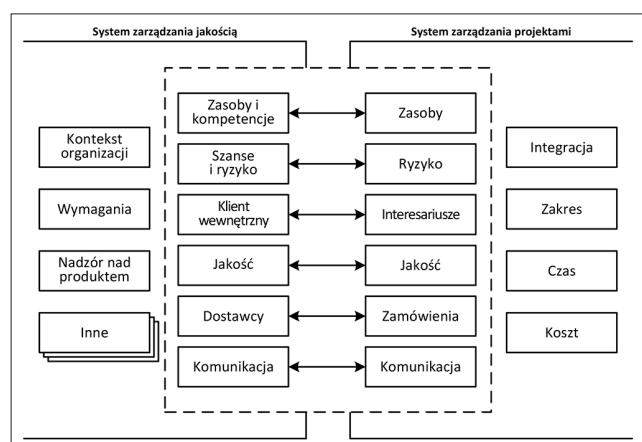 System zarządzania jakością
System zarządzania projektami
Zasoby i
kompetencje
Zasoby
Kontekst
organizacji
Integracja
Szanse
i ryzyko
Ryzyko
Wymagania
Klient
wewnętrzny
Interesariusze
Zakres
Nadzór nad
produktem
Jakość
Jakość
Czas
Inne
Dostawcy
Zamówienia
Koszt
Komunikacja
Komunikacja